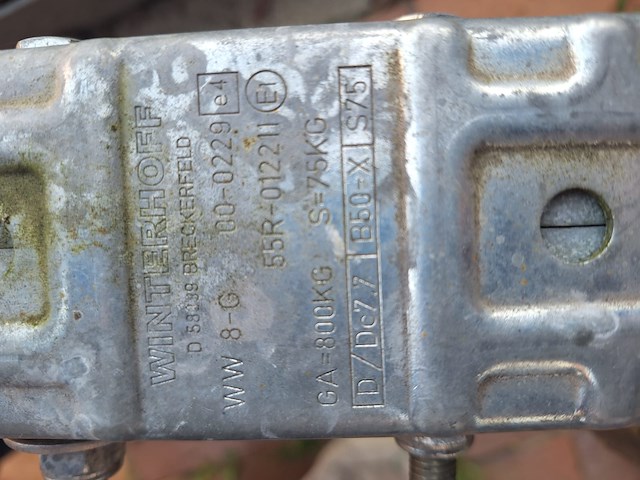 WINTERHOFF
D 58339 BRECKERFELD
WW 8-G 00-0229 e4
55R-012211 E1
GA=800KG S=75KG
D/Dc7,7 B50=X S75